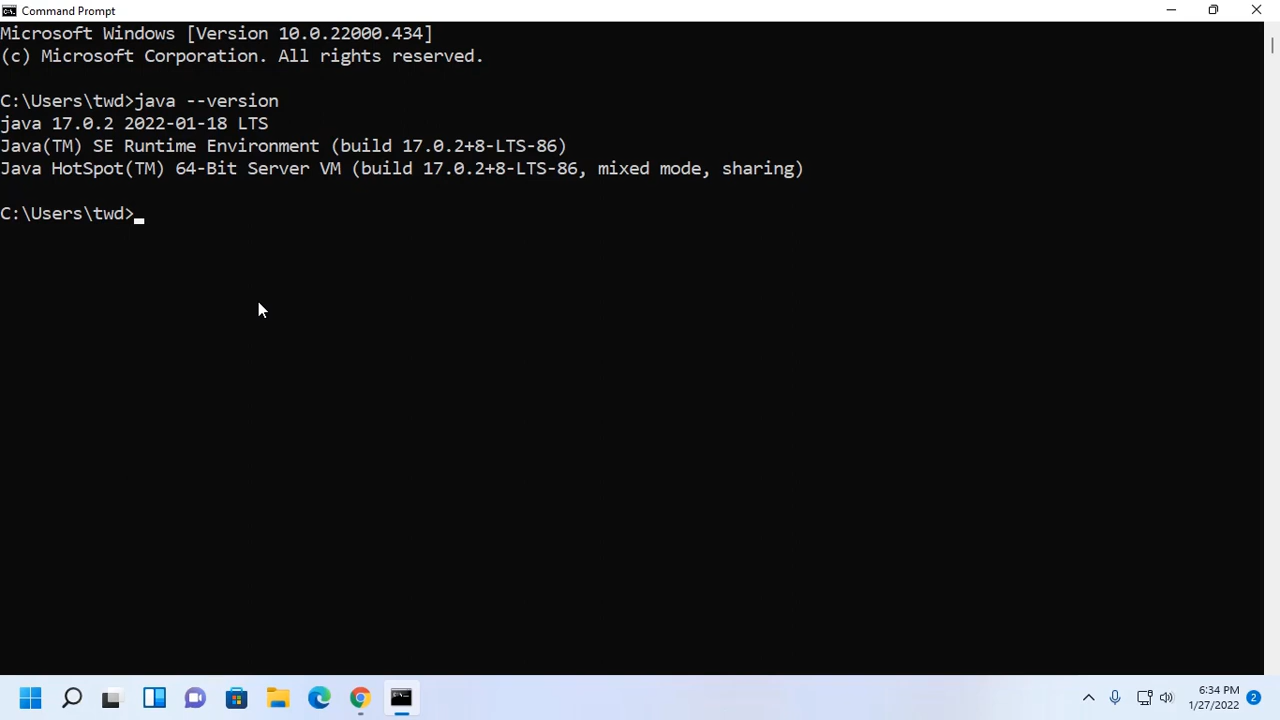 Command Prompt
Microsoft Windows [Version 10.0.22000.434]
(c) Microsoft Corporation. All rights reserved.
C:\Users\twd>java --version
java 17.0.2 2022-01-18 LTS
Java(TM) SE Runtime Environment (build 17.0.2+8-LTS-86)
Java HotSpot(TM) 64-Bit Server VM (build 17.0.2+8-LTS-86, mixed mode, sharing)
C:\Users\twd>
6:34 PM
1/27/2022
2